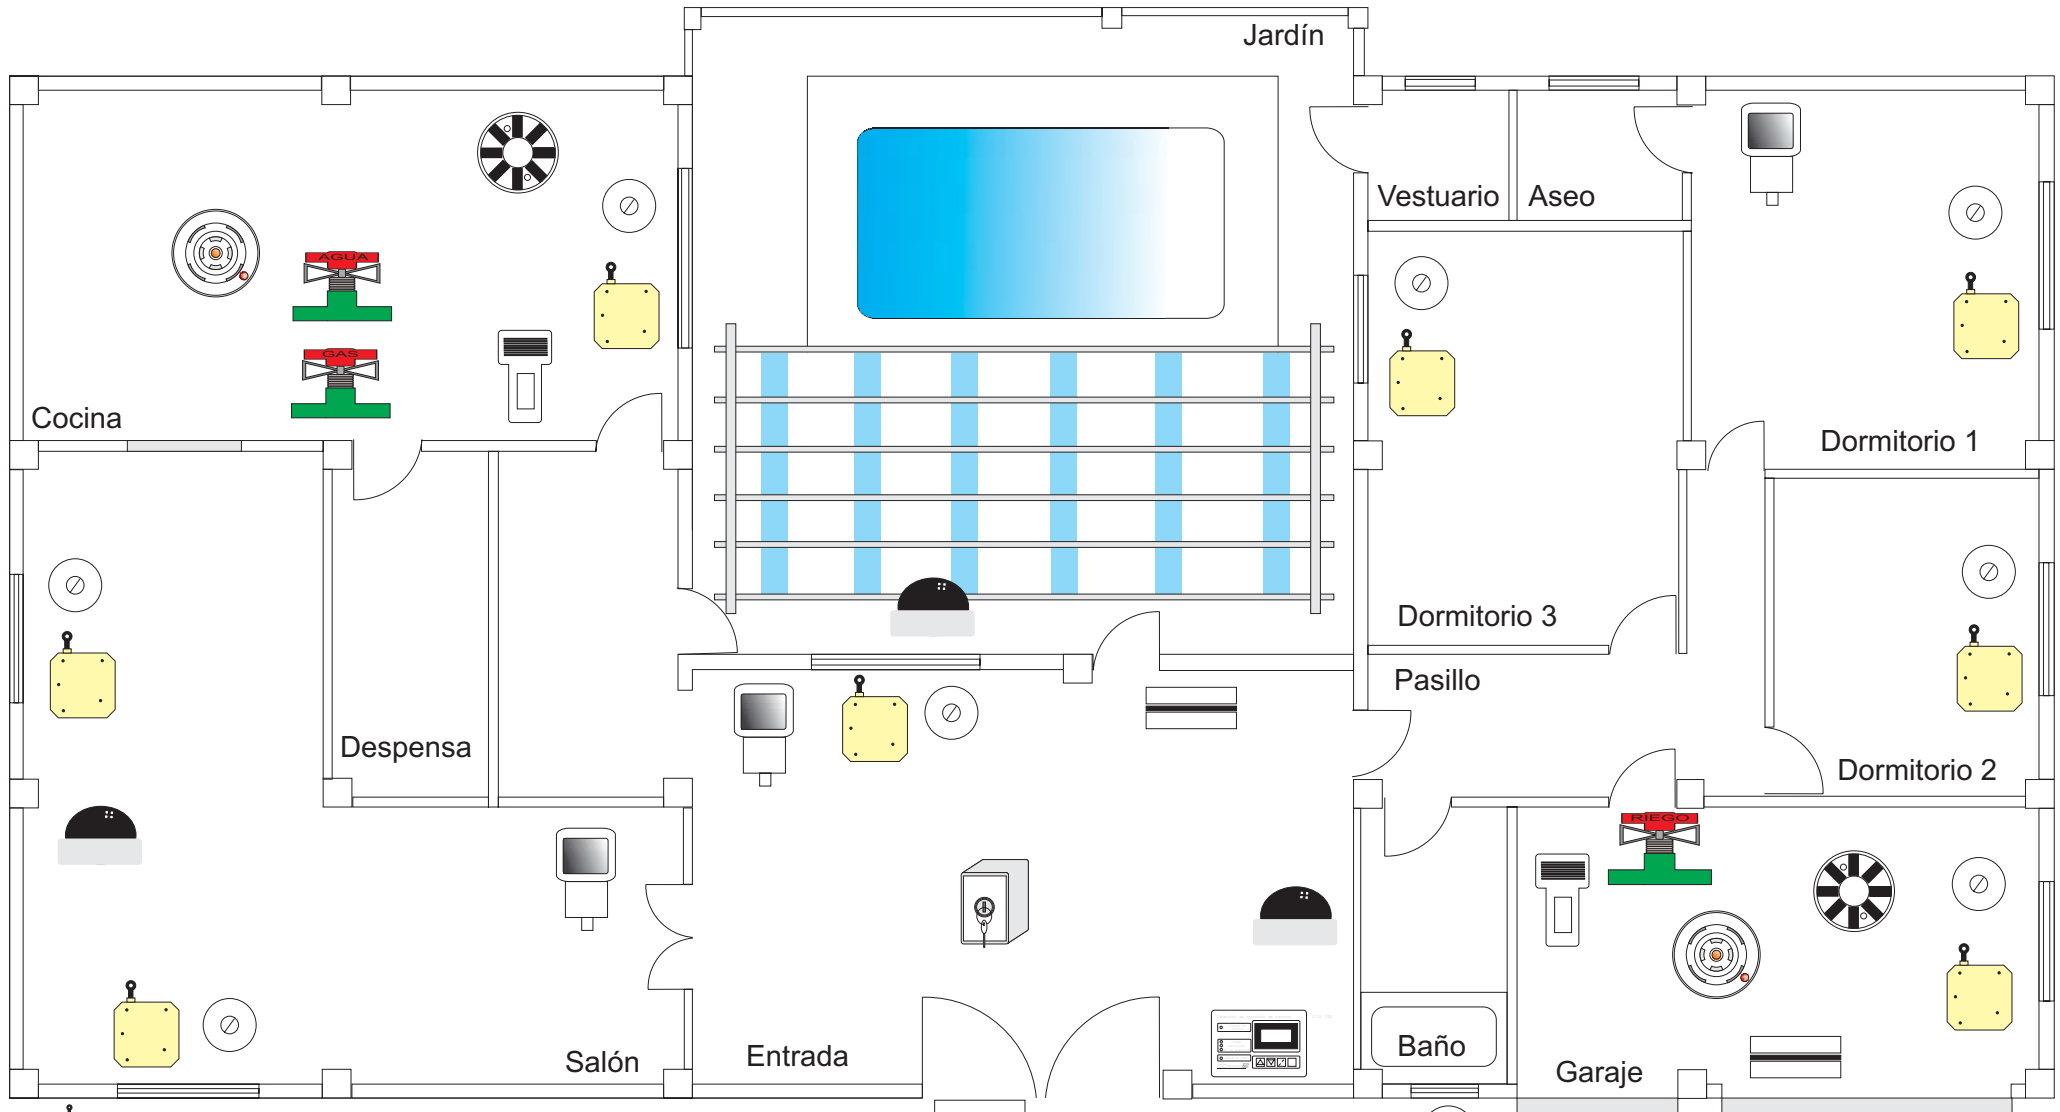 Jardín
Vestuario
Aseo
AGUA
GAS
Cocina
Dormitorio 1
Dormitorio 3
Pasillo
Despensa
Dormitorio 2
RIEGO
Salón
Entrada
Baño
Garaje